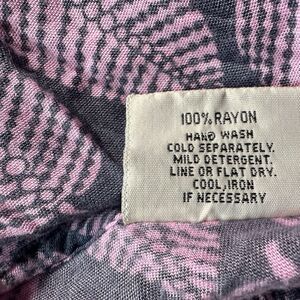 100% RAYON
HAND WASH
COLD SEPARATELY.
MILD DETERGENT.
LINE OR FLAT DRY.
COOL, IRON
IF NECESSARY